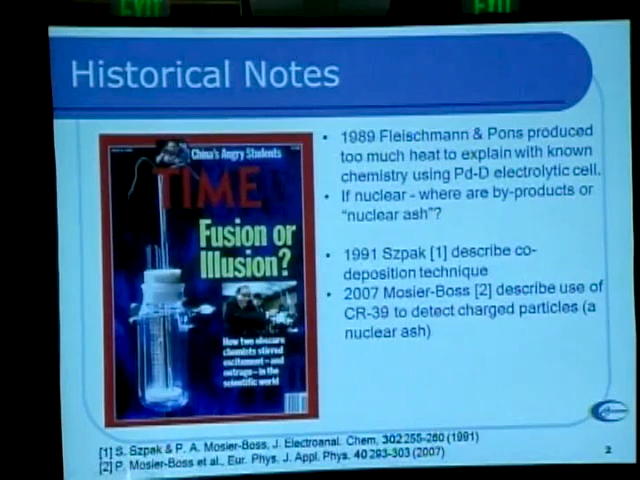 EXIT
EXIT
Historical Notes
China's Angry Students
TIME
Fusion or
Illusion?
How two obscure
chemists stirred
excitement—and
outrage—in the
scientific world
• 1989 Fleischmann & Pons produced
too much heat to explain with known
chemistry using Pd-D electrolytic cell.
• If nuclear - where are by-products or
"nuclear ash"?
• 1991 Szpak [1] describe co-
deposition technique
• 2007 Mosier-Boss [2] describe use of
CR-39 to detect charged particles (a
nuclear ash)
[1] S. Szpak & P. A. Mosier-Boss, J. Electroanal. Chem, 302 255-260 (1991)
[2] P. Mosier-Boss et al., Eur. Phys. J. Appl. Phys. 40 293-303 (2007)
2